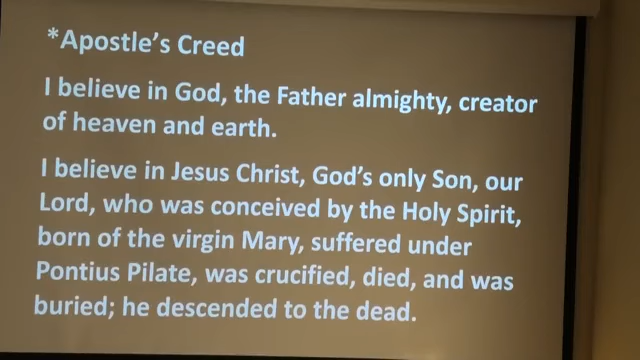 *Apostle's Creed
I believe in God, the Father almighty, creator
of heaven and earth.
I believe in Jesus Christ, God's only Son, our
Lord, who was conceived by the Holy Spirit,
born of the virgin Mary, suffered under
Pontius Pilate, was crucified, died, and was
buried; he descended to the dead.